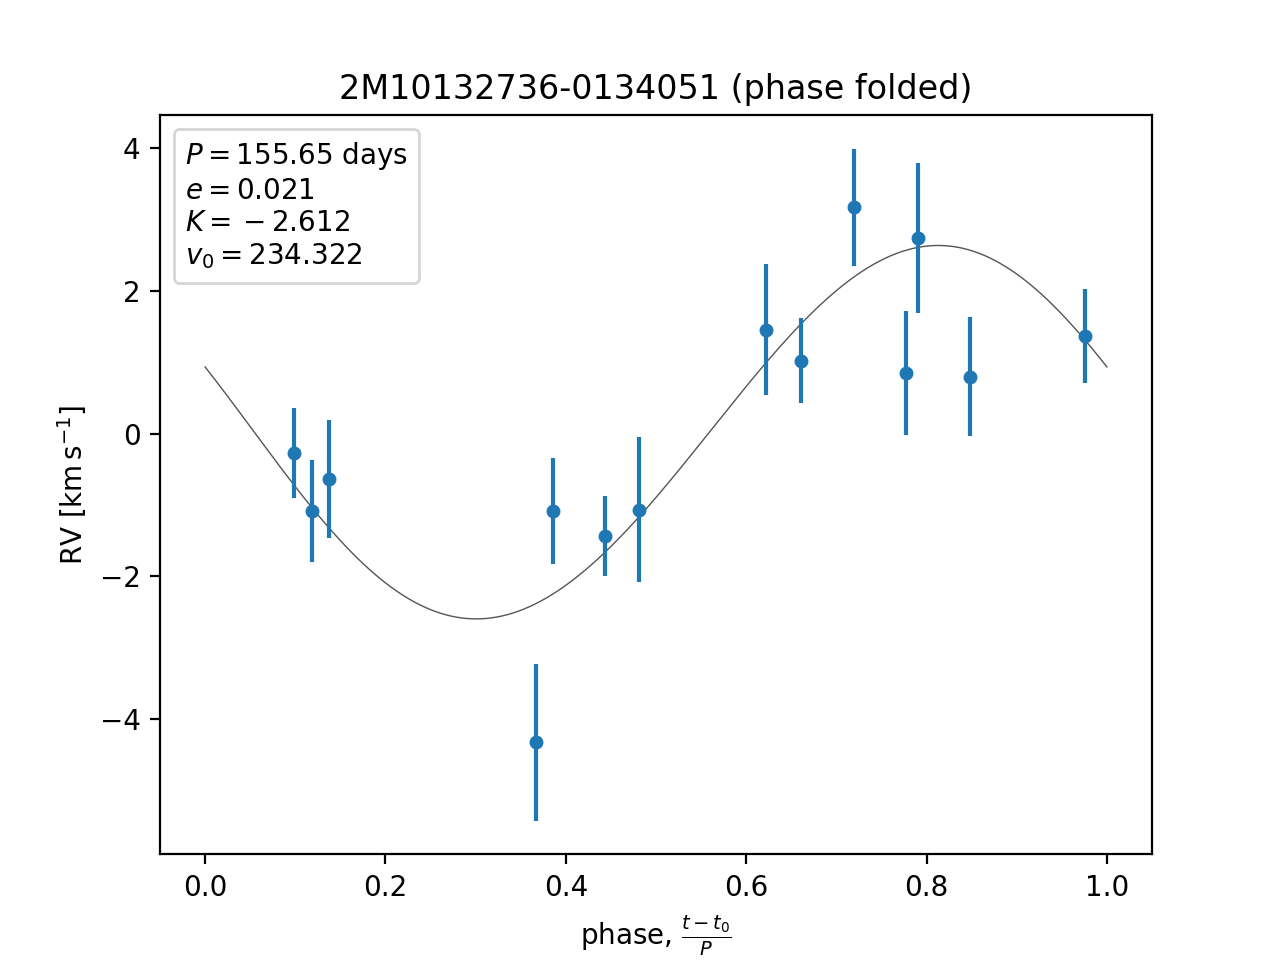 2M10132736-0134051 (phase folded)
P = 155.65 days
e = 0.021
K = −2.612
v₀ = 234.322
4
2
0
−2
−4
RV [km s⁻¹]
0.0 0.2 0.4 0.6 0.8 1.0
phase, (t − t₀)/P